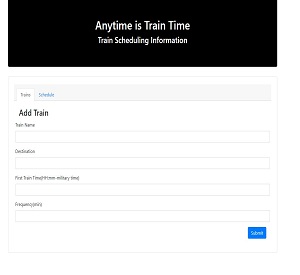 Anytime is Train Time
Train Scheduling Information
Trains Schedule
Add Train
Train Name
Destination
First Train Time(HH:mm-military time)
Frequency(min)
Submit